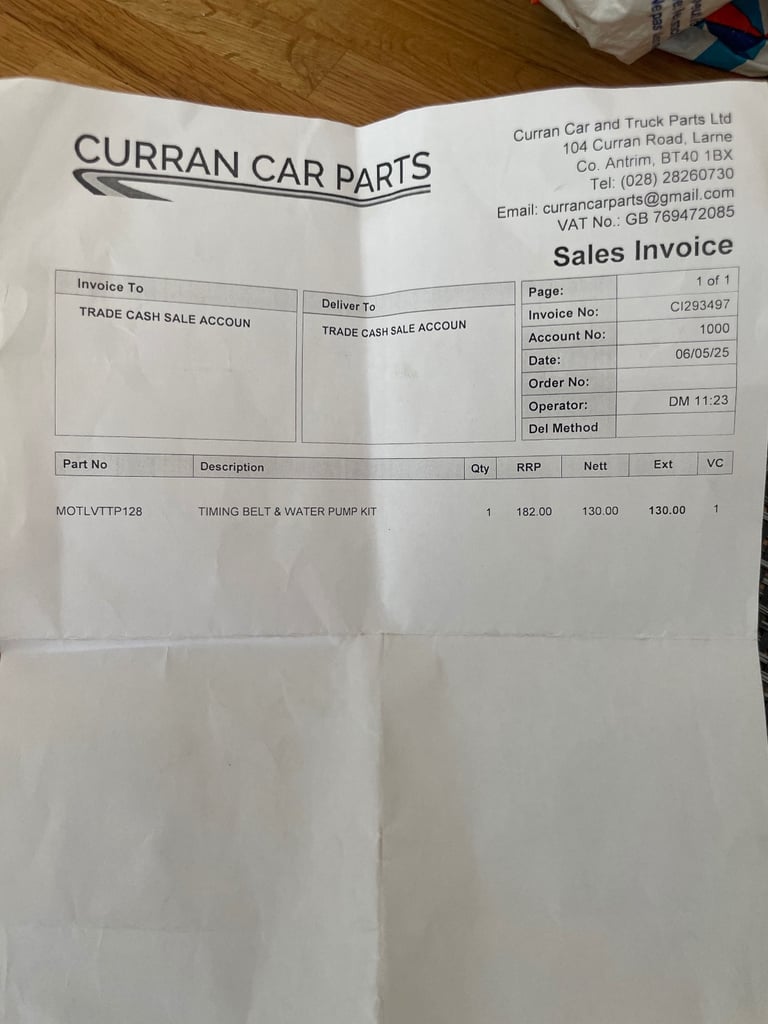 CURRAN CAR PARTS
Curran Car and Truck Parts Ltd
104 Curran Road, Larne
Co. Antrim, BT40 1BX
Tel: (028) 28260730
Email: currancarparts@gmail.com
VAT No.: GB 769472085
Sales Invoice
Invoice To
TRADE CASH SALE ACCOUN
Deliver To
TRADE CASH SALE ACCOUN
Page: 1 of 1
Invoice No: CI293497
Account No: 1000
Date: 06/05/25
Order No:
Operator: DM 11:23
Del Method
Part No Description Qty RRP Nett Ext VC
MOTLVTTP128 TIMING BELT & WATER PUMP KIT 1 182.00 130.00 130.00 1